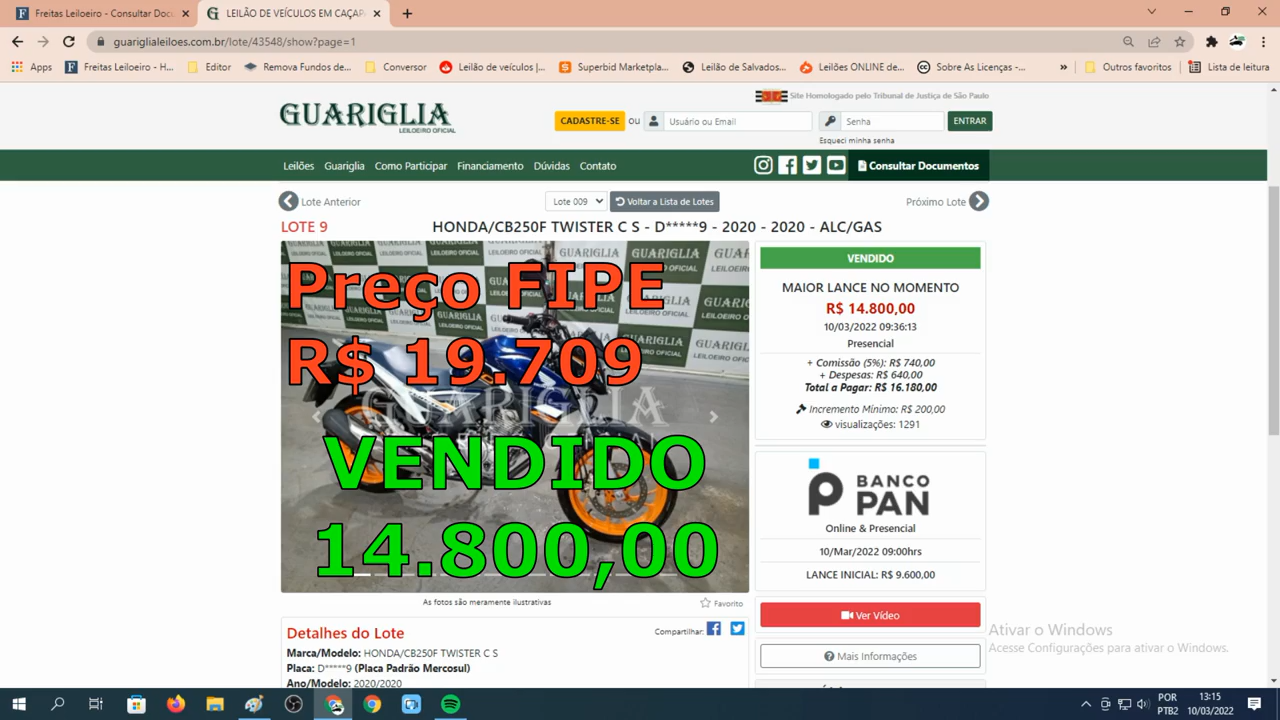 Freitas Leiloeiro - Consultar Doc
LEILÃO DE VEÍCULOS EM CAÇAP
guariglialeiloes.com.br/lote/43548/show?page=1
Apps
Freitas Leiloeiro - H...
Editor
Remova Fundos de...
Conversor
Leilão de veículos |...
Superbid Marketpla...
Leilão de Salvados...
Leilões ONLINE de...
Sobre As Licenças -...
Outros favoritos
Lista de leitura
Site Homologado pelo Tribunal de Justiça de São Paulo
GUARIGLIA
LEILOEIRO OFICIAL
CADASTRE-SE ou Usuário ou Email Senha ENTRAR
Esqueci minha senha
Leilões Guariglia Como Participar Financiamento Dúvidas Contato Consultar Documentos
Lote Anterior Lote 009 Voltar a Lista de Lotes Próximo Lote
LOTE 9 HONDA/CB250F TWISTER C S - D*****9 - 2020 - 2020 - ALC/GAS
Preço FIPE
R$ 19.709
GUARIGLIA
VENDIDO
14.800,00
As fotos são meramente ilustrativas
Favorito
VENDIDO
MAIOR LANCE NO MOMENTO
R$ 14.800,00
10/03/2022 09:36:13
Presencial
+ Comissão (5%): R$ 740,00
+ Despesas: R$ 640,00
Total a Pagar: R$ 16.180,00
Incremento Mínimo: R$ 200,00
visualizações: 1291
BANCO
PAN
Online & Presencial
10/Mar/2022 09:00hrs
LANCE INICIAL: R$ 9.600,00
Ver Vídeo
Mais Informações
Detalhes do Lote
Compartilhar:
Marca/Modelo: HONDA/CB250F TWISTER C S
Placa: D*****9 (Placa Padrão Mercosul)
Ano/Modelo: 2020/2020
Ativar o Windows
Acesse Configurações para ativar o Windows.
POR
PTB2
13:15
10/03/2022